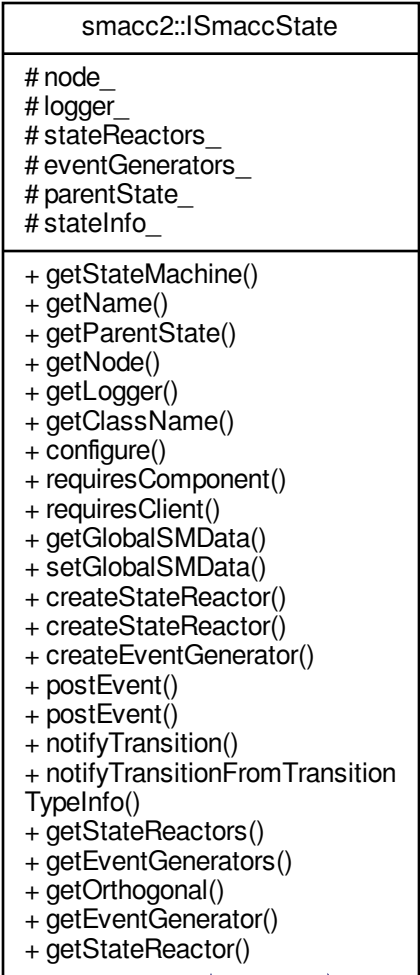 smacc2::ISmaccState
# node_
# logger_
# stateReactors_
# eventGenerators_
# parentState_
# stateInfo_
+ getStateMachine()
+ getName()
+ getParentState()
+ getNode()
+ getLogger()
+ getClassName()
+ configure()
+ requiresComponent()
+ requiresClient()
+ getGlobalSMData()
+ setGlobalSMData()
+ createStateReactor()
+ createStateReactor()
+ createEventGenerator()
+ postEvent()
+ postEvent()
+ notifyTransition()
+ notifyTransitionFromTransition
TypeInfo()
+ getStateReactors()
+ getEventGenerators()
+ getOrthogonal()
+ getEventGenerator()
+ getStateReactor()